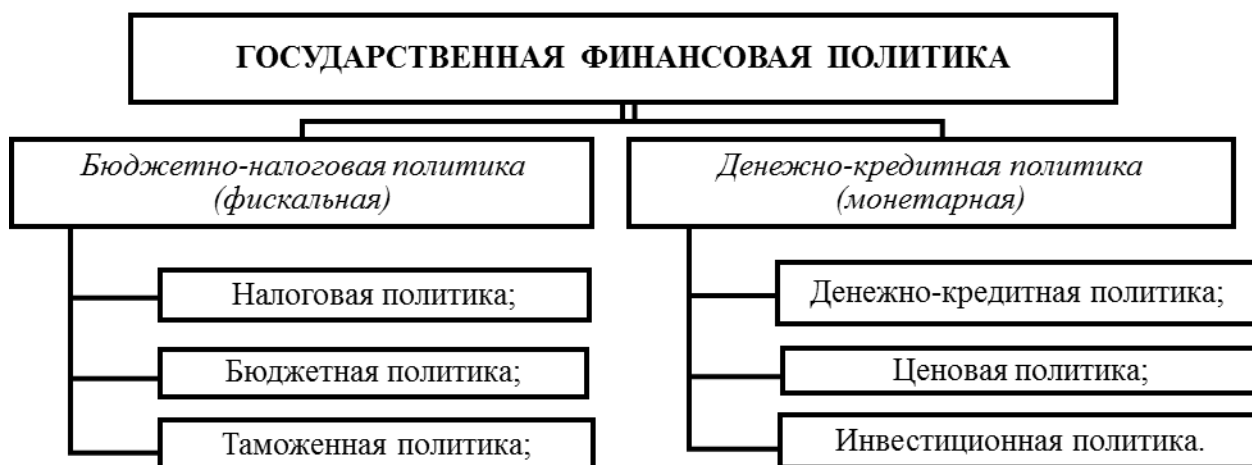 ГОСУДАРСТВЕННАЯ ФИНАНСОВАЯ ПОЛИТИКА
Бюджетно-налоговая политика
(фискальная)
Налоговая политика;
Бюджетная политика;
Таможенная политика;
Денежно-кредитная политика
(монетарная)
Денежно-кредитная политика;
Ценовая политика;
Инвестиционная политика.